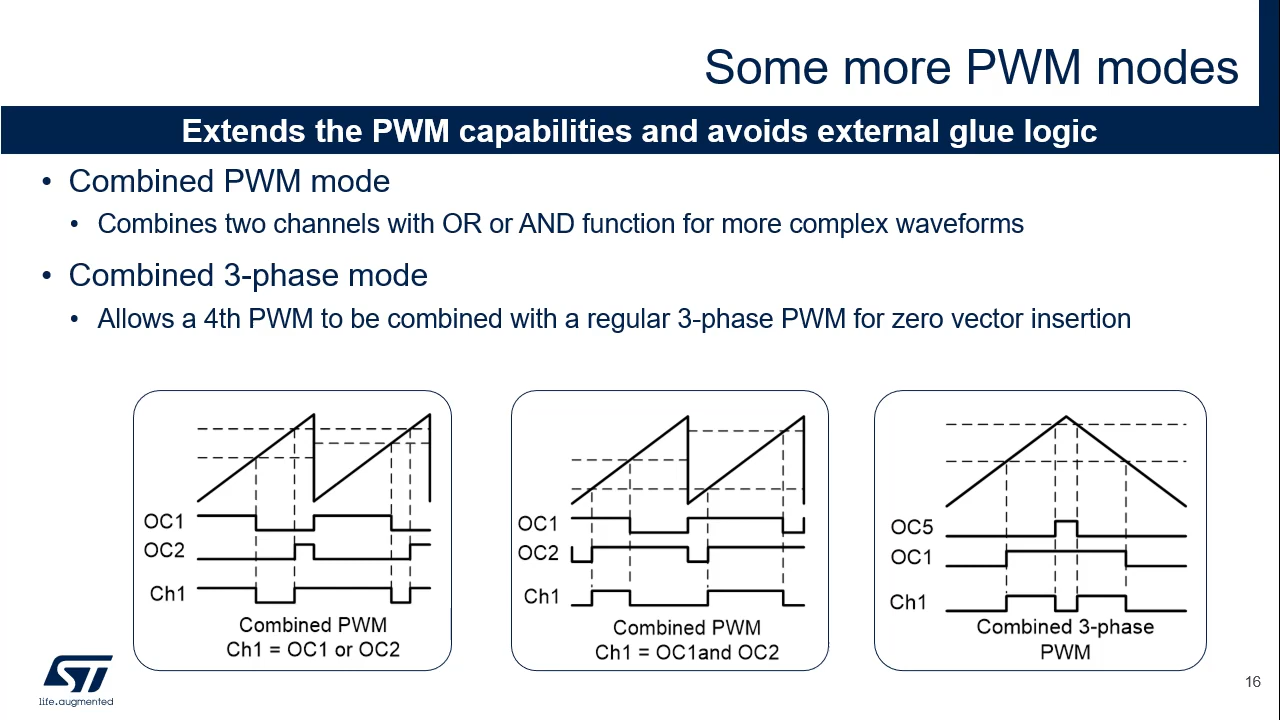 Some more PWM modes
Extends the PWM capabilities and avoids external glue logic
• Combined PWM mode
• Combines two channels with OR or AND function for more complex waveforms
• Combined 3-phase mode
• Allows a 4th PWM to be combined with a regular 3-phase PWM for zero vector insertion
OC1
OC2
Ch1
Combined PWM
Ch1 = OC1 or OC2
OC1
OC2
Ch1
Combined PWM
Ch1 = OC1and OC2
OC5
OC1
Ch1
Combined 3-phase
PWM
ST
life.augmented
16